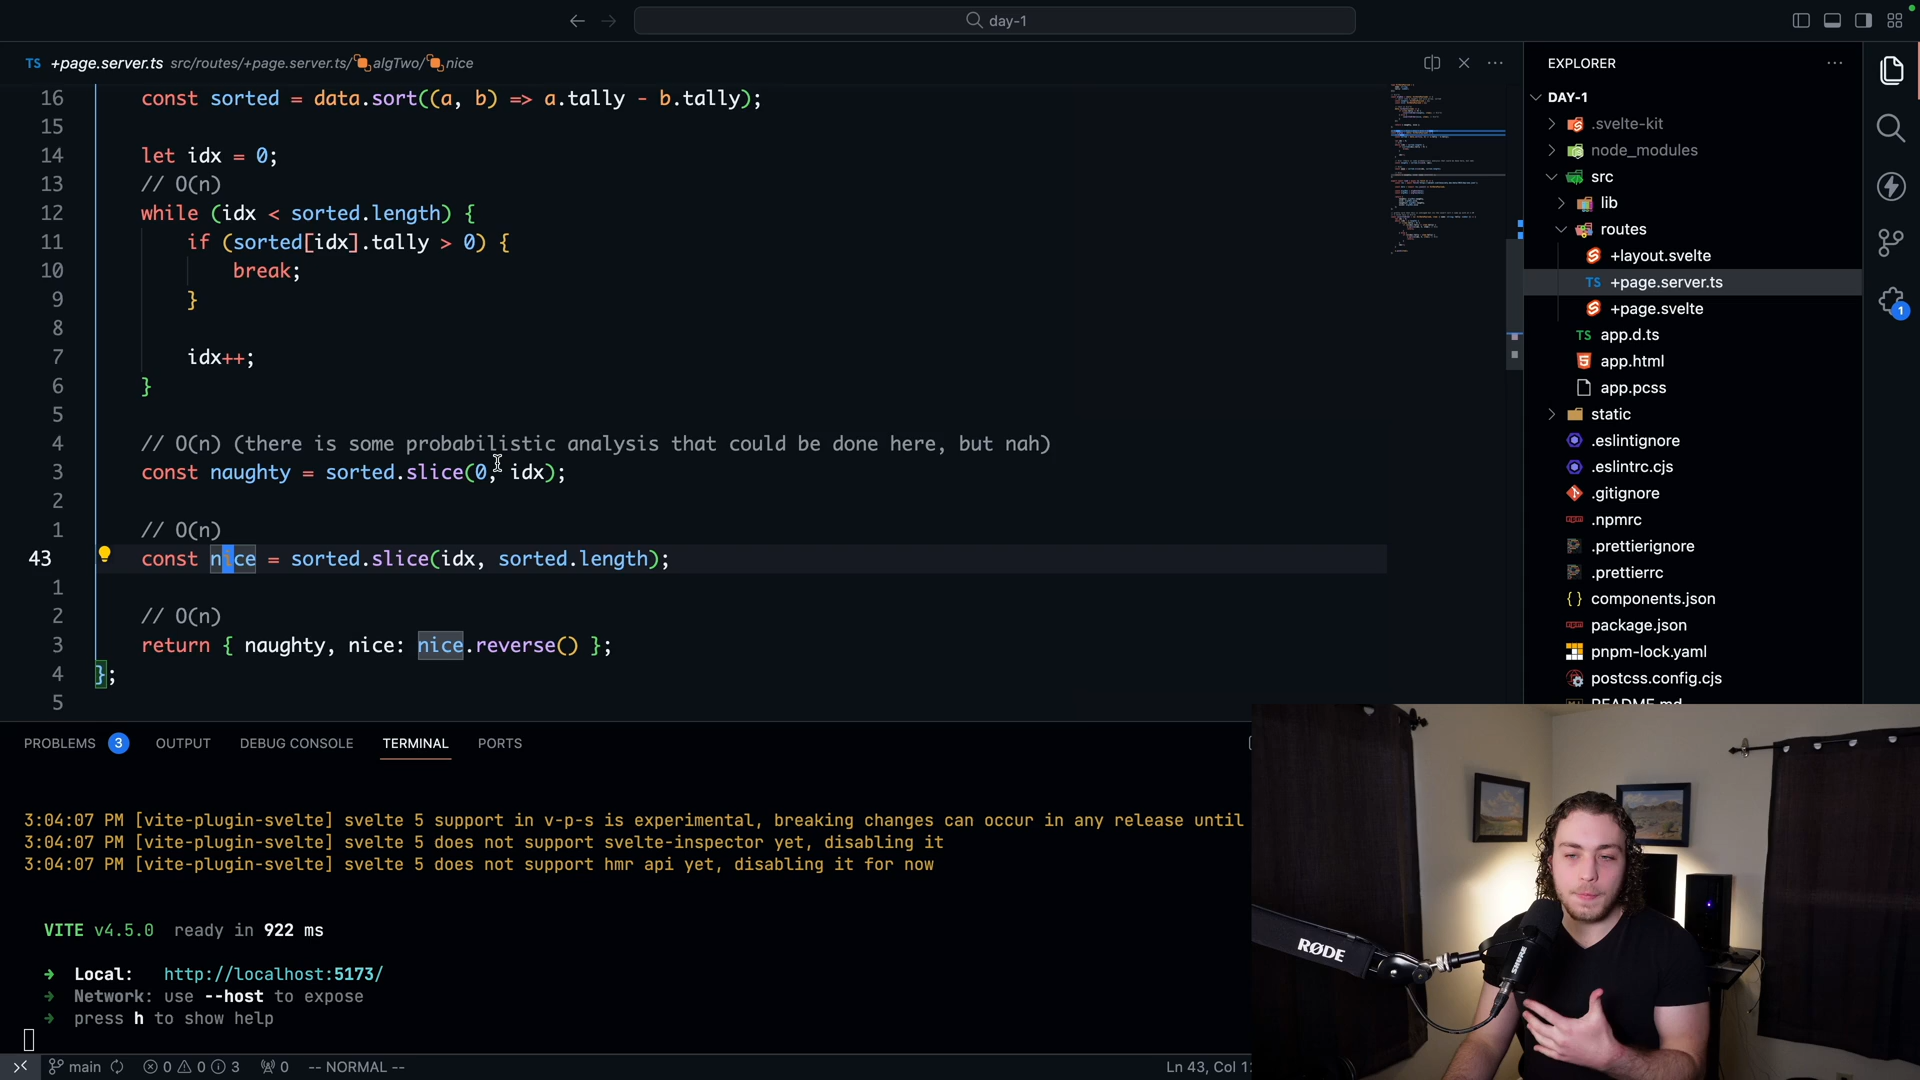 day-1
TS +page.server.ts src/routes/+page.server.ts/ algTwo/ nice
16 const sorted = data.sort((a, b) => a.tally - b.tally);
15
14 let idx = 0;
13 // O(n)
12 while (idx < sorted.length) {
11 if (sorted[idx].tally > 0) {
10 break;
9 }
8
7 idx++;
6 }
5
4 // O(n) (there is some probabilistic analysis that could be done here, but nah)
3 const naughty = sorted.slice(0, idx);
2
1 // O(n)
43 const nice = sorted.slice(idx, sorted.length);
1
2 // O(n)
3 return { naughty, nice: nice.reverse() };
4 };
5
EXPLORER
DAY-1
.svelte-kit
node_modules
src
lib
routes
+layout.svelte
TS +page.server.ts
+page.svelte
TS app.d.ts
app.html
app.pcss
static
.eslintignore
.eslintrc.cjs
.gitignore
.npmrc
.prettierignore
.prettierrc
{} components.json
package.json
pnpm-lock.yaml
postcss.config.cjs
README.md
1
PROBLEMS 3 OUTPUT DEBUG CONSOLE TERMINAL PORTS
3:04:07 PM [vite-plugin-svelte] svelte 5 support in v-p-s is experimental, breaking changes can occur in any release until
3:04:07 PM [vite-plugin-svelte] svelte 5 does not support svelte-inspector yet, disabling it
3:04:07 PM [vite-plugin-svelte] svelte 5 does not support hmr api yet, disabling it for now
VITE v4.5.0 ready in 922 ms
➜ Local: http://localhost:5173/
➜ Network: use --host to expose
➜ press h to show help
main 0 0 3 0 -- NORMAL --
Ln 43, Col 1
RØDE
SHURE